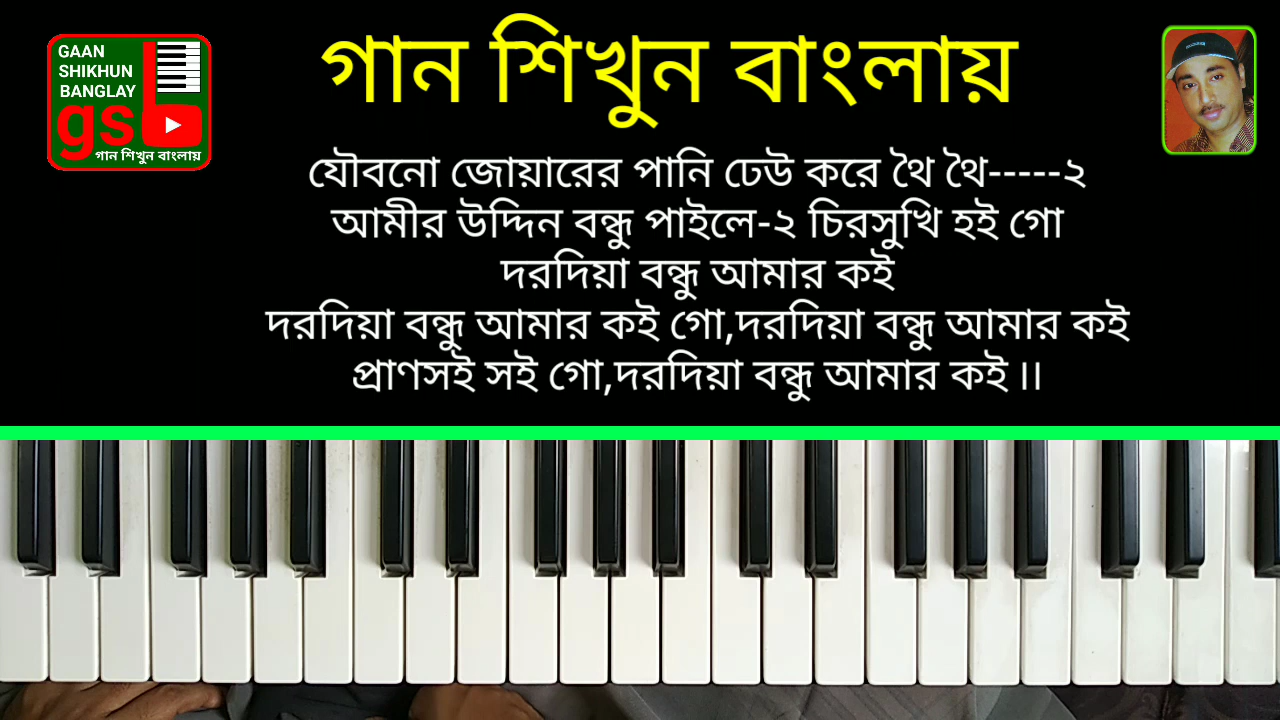 GAAN
SHIKHUN
BANGLAY
gsb
গান শিখুন বাংলায়
গান শিখুন বাংলায়
যৌবনো জোয়ারের পানি ঢেউ করে থৈ থৈ-----২
আমীর উদ্দিন বন্ধু পাইলে-২ চিরসুখি হই গো
দরদিয়া বন্ধু আমার কই
দরদিয়া বন্ধু আমার কই গো,দরদিয়া বন্ধু আমার কই
প্রাণসই সই গো,দরদিয়া বন্ধু আমার কই ।।